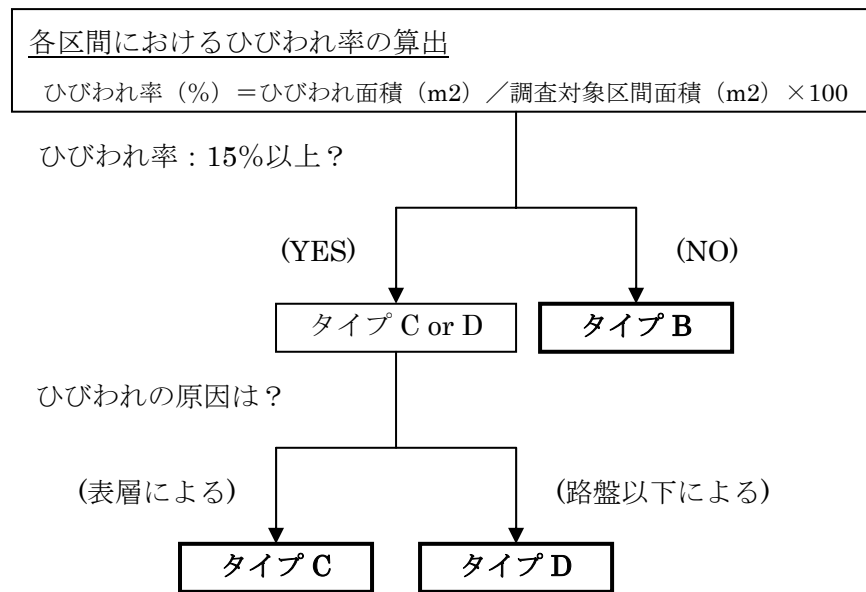 各区間におけるひびわれ率の算出
ひびわれ率（%）＝ひびわれ面積（m2）／調査対象区間面積（m2）×100
ひびわれ率：15%以上？
(YES)
(NO)
タイプ C or D
タイプ B
ひびわれの原因は？
(表層による)
(路盤以下による)
タイプ C
タイプ D